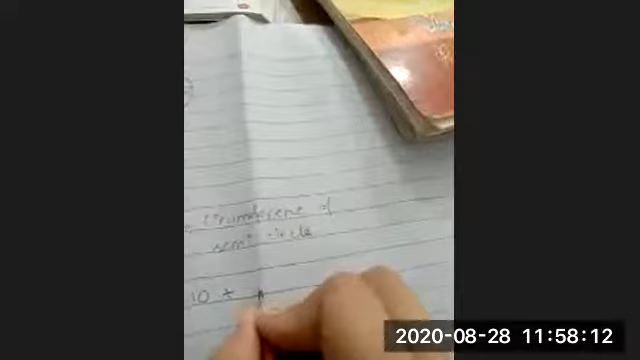 circumference of
semi circle
10 +
2020-08-28 11:58:12